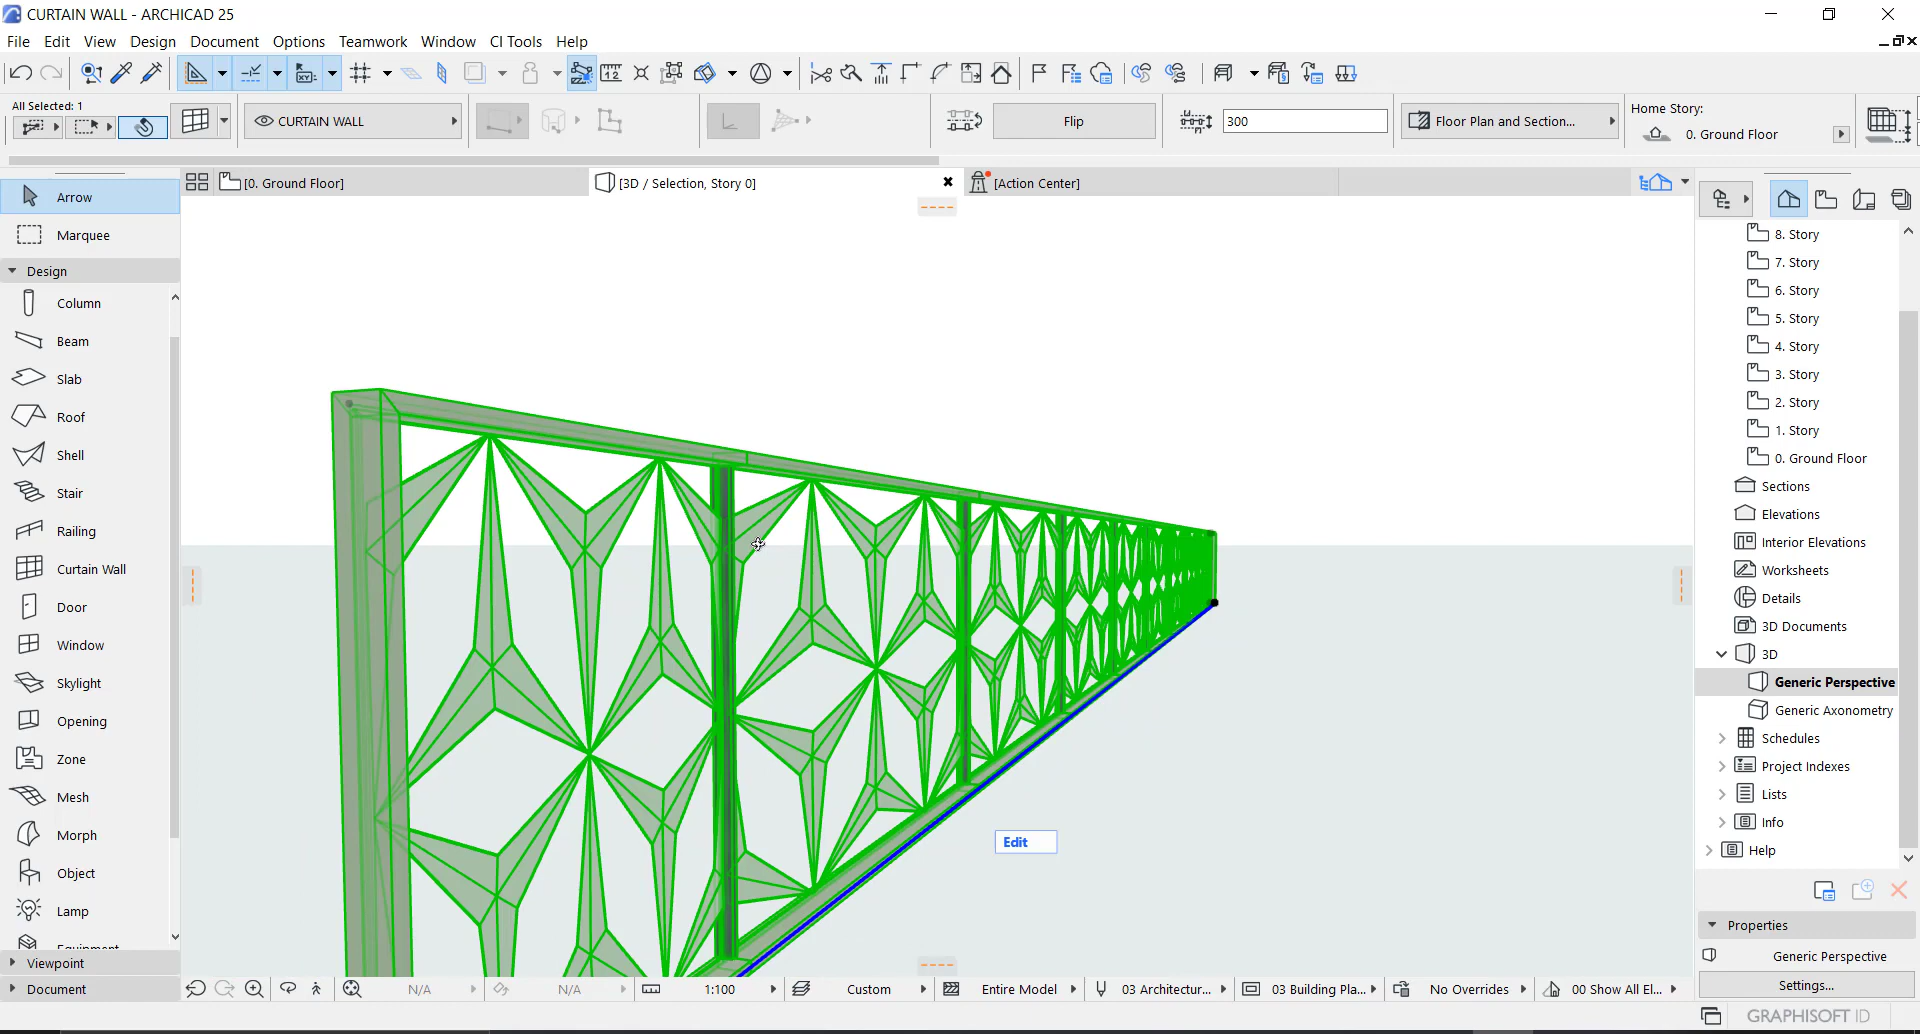 CURTAIN WALL - ARCHICAD 25
File Edit View Design Document Options Teamwork Window CI Tools Help
All Selected: 1
CURTAIN WALL
Flip
300
Floor Plan and Section...
Home Story:
0. Ground Floor
[0. Ground Floor]
[3D / Selection, Story 0]
[Action Center]
Arrow
Marquee
Design
Column
Beam
Slab
Roof
Shell
Stair
Railing
Curtain Wall
Door
Window
Skylight
Opening
Zone
Mesh
Morph
Object
Lamp
Equipment
Viewpoint
Document
Edit
8. Story
7. Story
6. Story
5. Story
4. Story
3. Story
2. Story
1. Story
0. Ground Floor
Sections
Elevations
Interior Elevations
Worksheets
Details
3D Documents
3D
Generic Perspective
Generic Axonometry
Schedules
Project Indexes
Lists
Info
Help
Properties
Generic Perspective
Settings...
N/A
N/A
1:100
Custom
Entire Model
03 Architectur...
03 Building Pla...
No Overrides
00 Show All El...
GRAPHISOFT ID